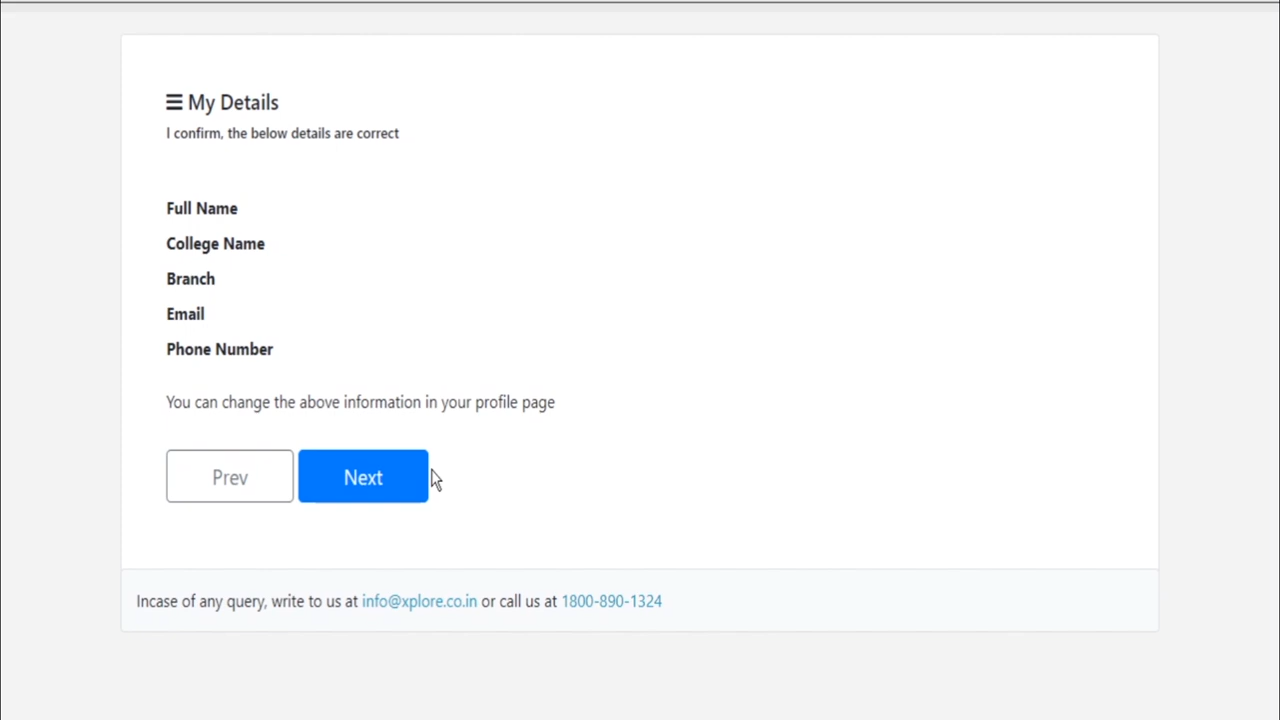 My Details
I confirm, the below details are correct
Full Name
College Name
Branch
Email
Phone Number
You can change the above information in your profile page
Prev Next
Incase of any query, write to us at info@xplore.co.in or call us at 1800-890-1324